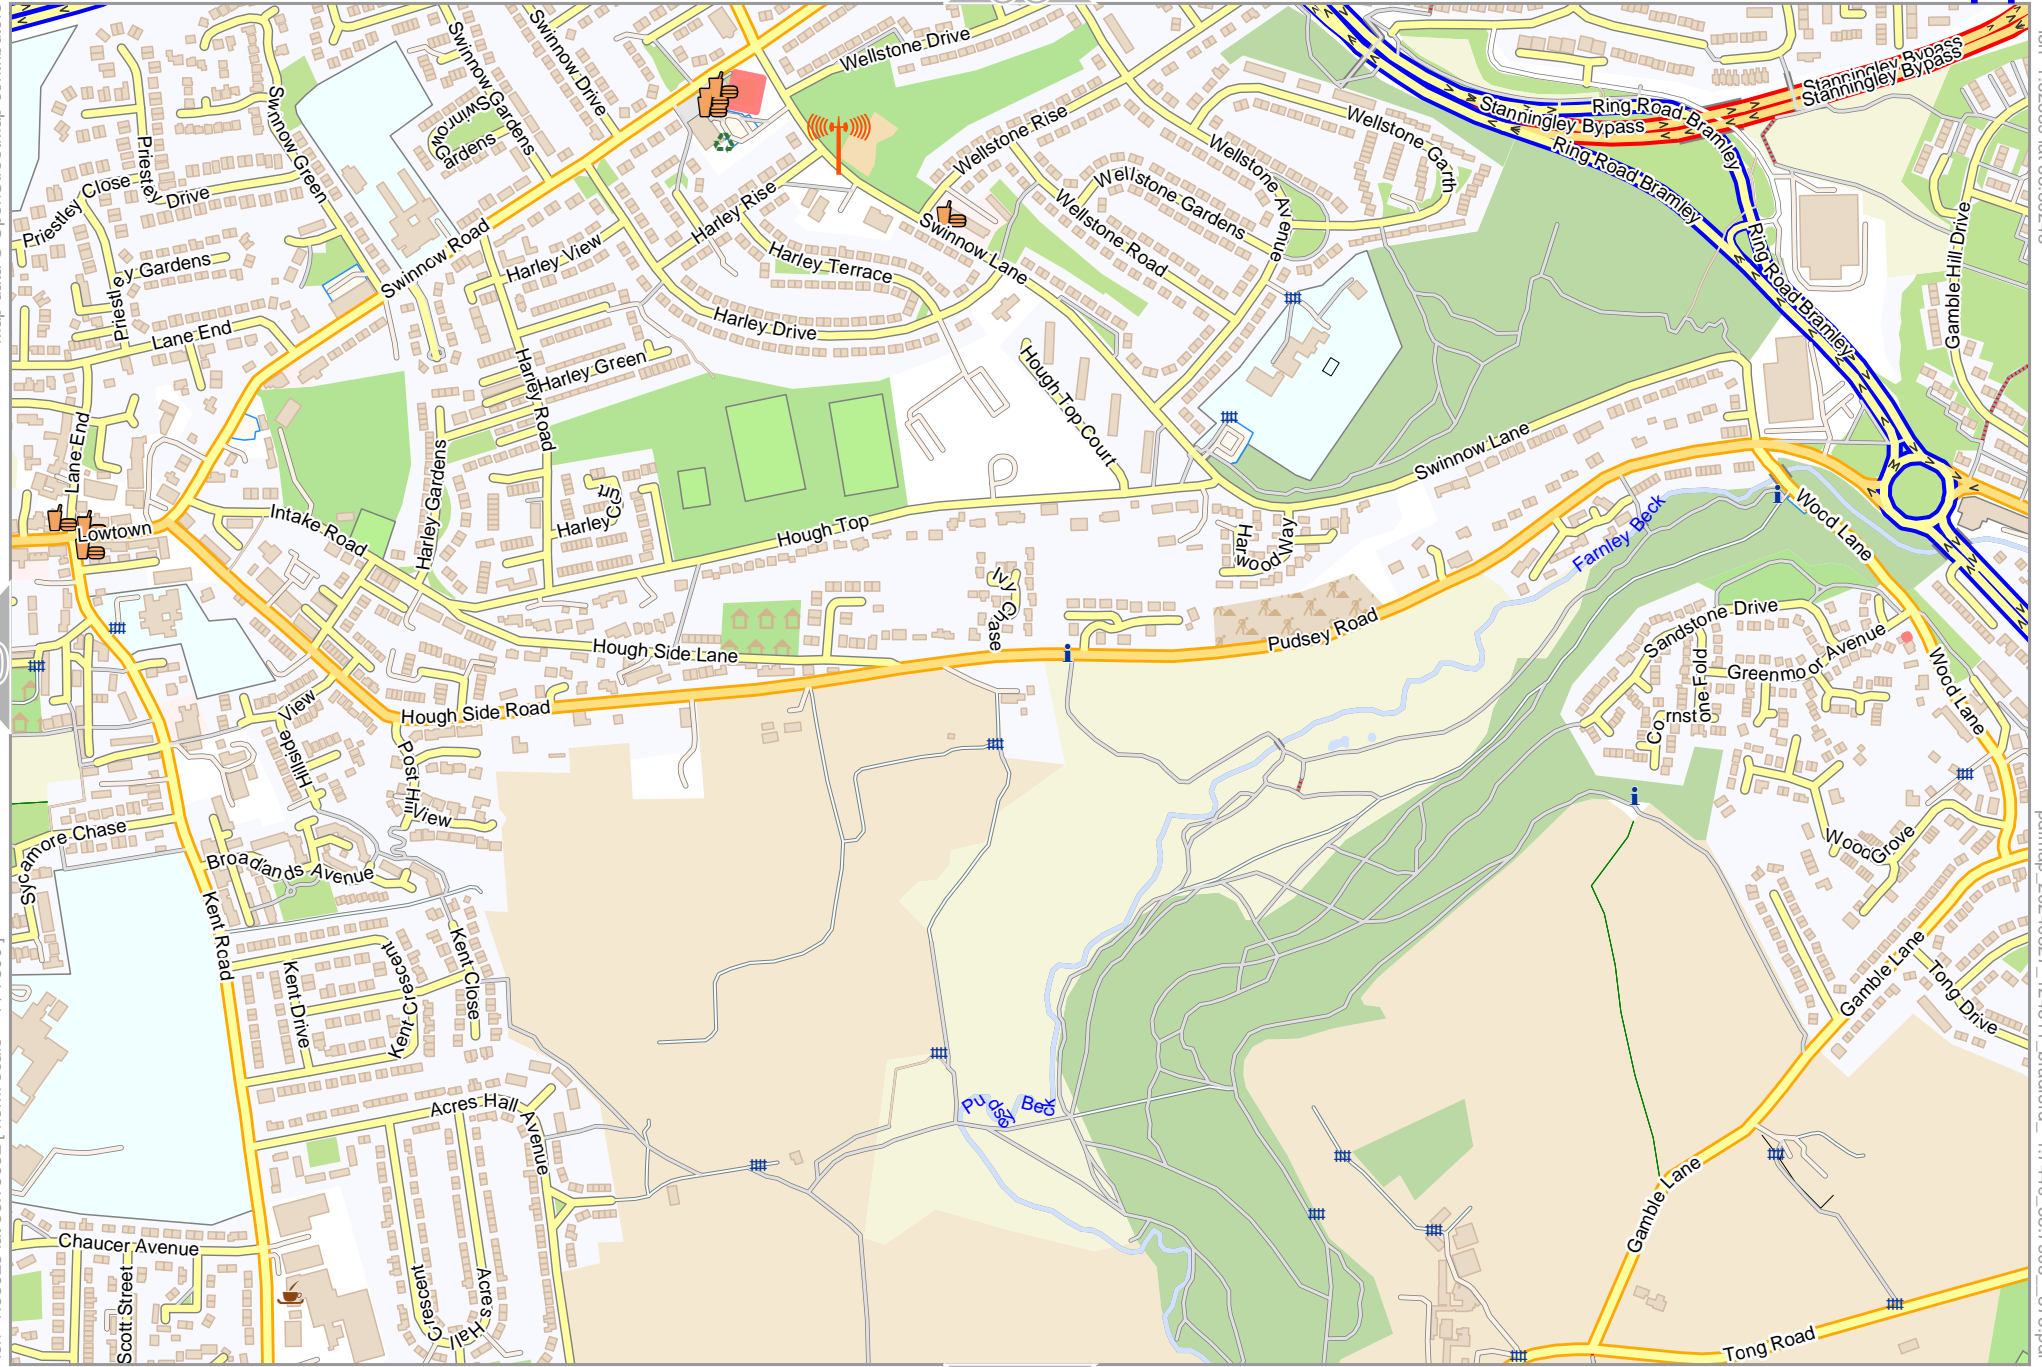 Wellstone Drive
Swinnow Drive
Swinnow Gardens
Swinnow
Gardens
Swinnow Green
Priestley
Drive
Priestley Close
Priestley Gardens
Lane End
Lane End
Swinnow Road
Harley View
Harley Rise
Harley Terrace
Harley Drive
Harley Green
Harley Road
Harley Gardens
Harley Court
Wellstone Rise
Wellstone Gardens
Wellstone Road
Wellstone Avenue
Wellstone Garth
Swinnow Lane
Swinnow Lane
Hough Top Court
Hough Top
Stanningley Bypass
Stanningley Bypass
Stanningley Bypass
Ring Road Bramley
Ring Road Bramley
Ring Road Bramley
Gamble Hill Drive
Lowtown
Intake Road
Hough Side Lane
Hough Side Road
Ivy Chase
Harswood Way
Pudsey Road
Farnley Beck
Wood Lane
Wood Lane
Sandstone Drive
Greenmoor Avenue
Cornstone Fold
Wood Grove
Hillside View
Post Hill View
Sycamore Chase
Broadlands Avenue
Kent Road
Kent Drive
Kent Crescent
Kent Close
Acres Hall Avenue
Acres Hall Crescent
Chaucer Avenue
Scott Street
Pudsey Beck
Gamble Lane
Gamble Lane
Tong Drive
Tong Road